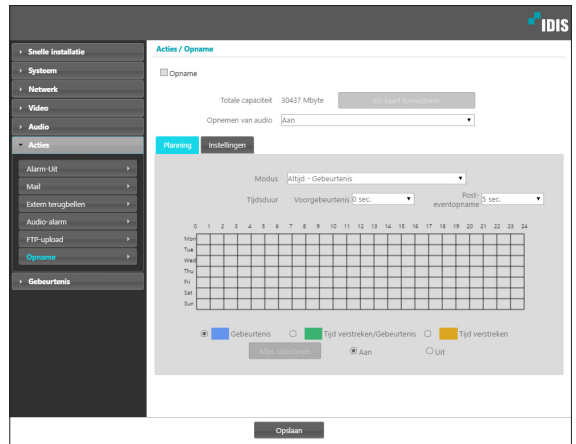 IDIS
Snelle installatie
Systeem
Netwerk
Video
Audio
Acties
Alarm-Uit
Mail
Extern terugbellen
Audio-alarm
FTP-upload
Opname
Gebeurtenis
Acties / Opname
Opname
Totale capaciteit 30437 Mbyte SD-kaart formatteren
Opnemen van audio Aan
Planning Instellingen
Modus Altijd - Gebeurtenis
Tijdsduur Voorgebeurtenis 0 sec. Post-eventopname 5 sec.
0 1 2 3 4 5 6 7 8 9 10 11 12 13 14 15 16 17 18 19 20 21 22 23 24
Mon
Tue
Wed
Thu
Fri
Sat
Sun
Gebeurtenis Tijd verstreken/Gebeurtenis Tijd verstreken
Alles selecteren Aan Uit
Opslaan